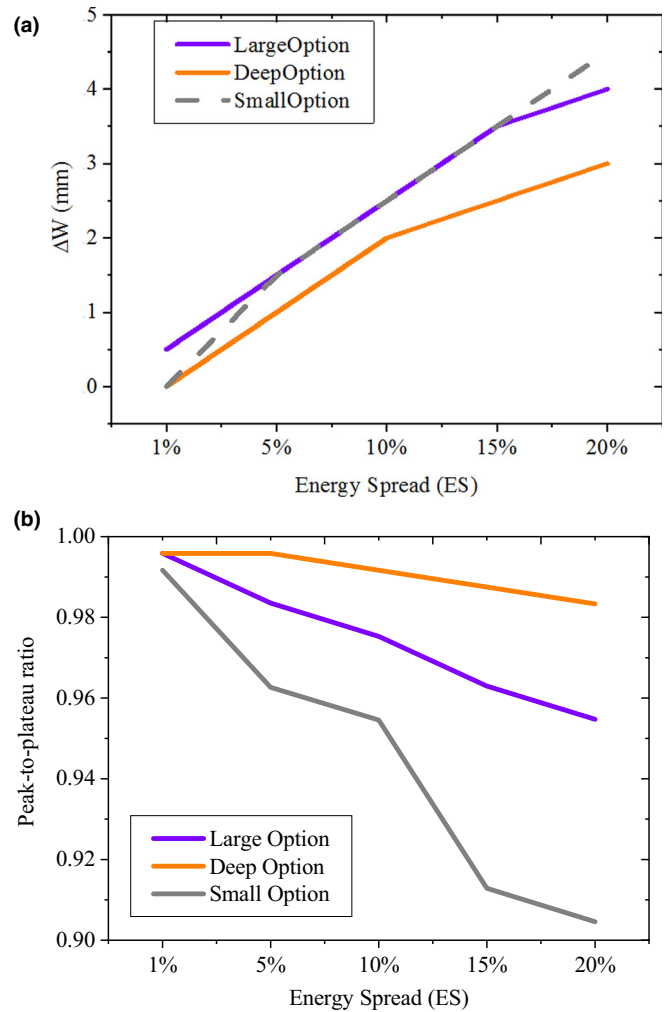 (a)
5
4
3
2
1
0
ΔW (mm)
LargeOption
DeepOption
SmallOption
1% 5% 10% 15% 20%
Energy Spread (ES)
(b)
1.00
0.98
0.96
0.94
0.92
0.90
Peak-to-plateau ratio
Large Option
Deep Option
Small Option
1% 5% 10% 15% 20%
Energy Spread (ES)